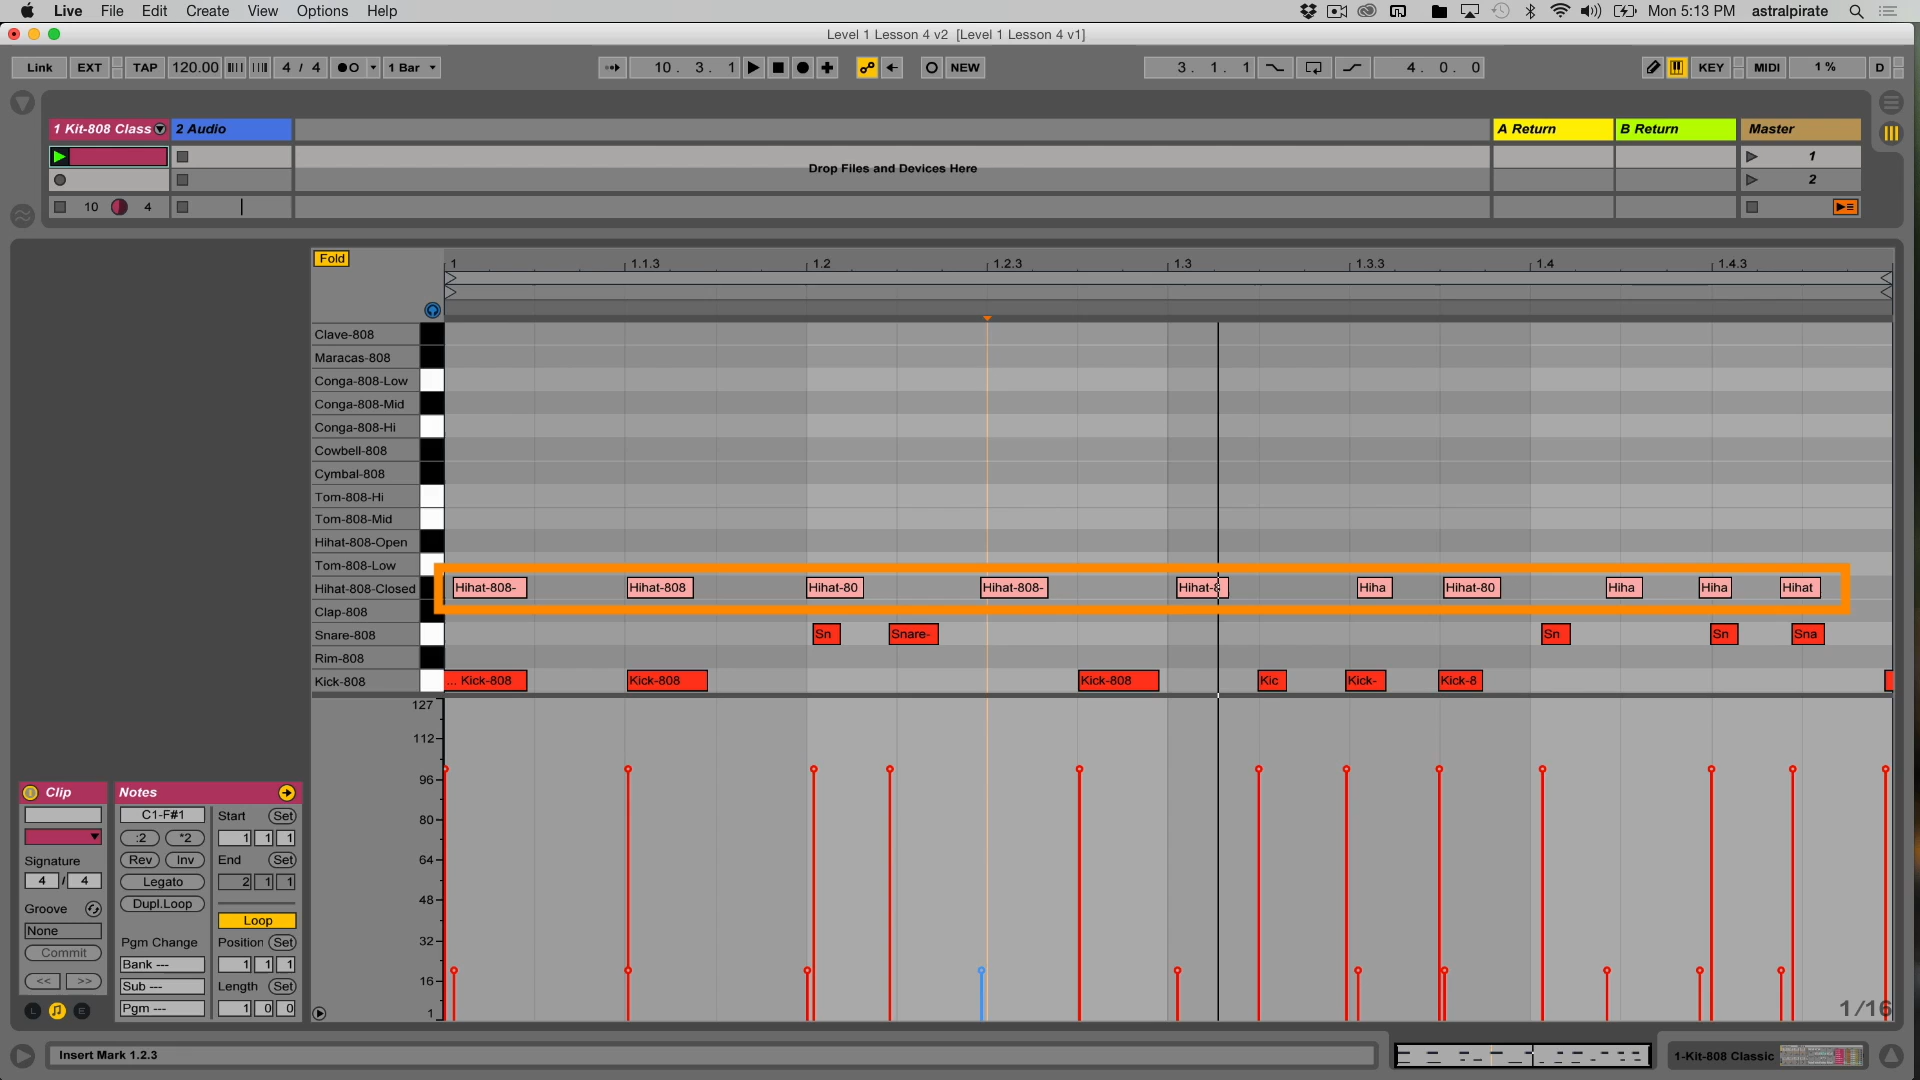 Live File Edit Create View Options Help Mon 5:13 PM astralpirate
Level 1 Lesson 4 v2 [Level 1 Lesson 4 v1]
Link EXT TAP 120.00 4 / 4 1 Bar 10. 3. 1 NEW 3. 1. 1 4. 0. 0 KEY MIDI 1 % D
1 Kit-808 Class 2 Audio A Return B Return Master
1
Drop Files and Devices Here
2
10 4
Fold
1 1.1.3 1.2 1.2.3 1.3 1.3.3 1.4 1.4.3
Clave-808
Maracas-808
Conga-808-Low
Conga-808-Mid
Conga-808-Hi
Cowbell-808
Cymbal-808
Tom-808-Hi
Tom-808-Mid
Hihat-808-Open
Tom-808-Low
Hihat-808-Closed Hihat-808- Hihat-808 Hihat-80 Hihat-808- Hihat-8 Hiha Hihat-80 Hiha Hiha Hihat
Clap-808
Snare-808 Sn Snare- Sn Sn Sna
Rim-808
Kick-808 ... Kick-808 Kick-808 Kick-808 Kic Kick- Kick-8
127
112
96
80
64
48
32
16
1
1/16
Clip
Signature
4 / 4
Groove
None
Commit
<< >>
L E
Notes
C1-F#1
:2 *2
Rev Inv
Legato
Dupl.Loop
Pgm Change
Bank ---
Sub ---
Pgm ---
Start Set
1 1 1
End Set
2 1 1
Loop
Position Set
1 1 1
Length Set
1 0 0
Insert Mark 1.2.3
1-Kit-808 Classic